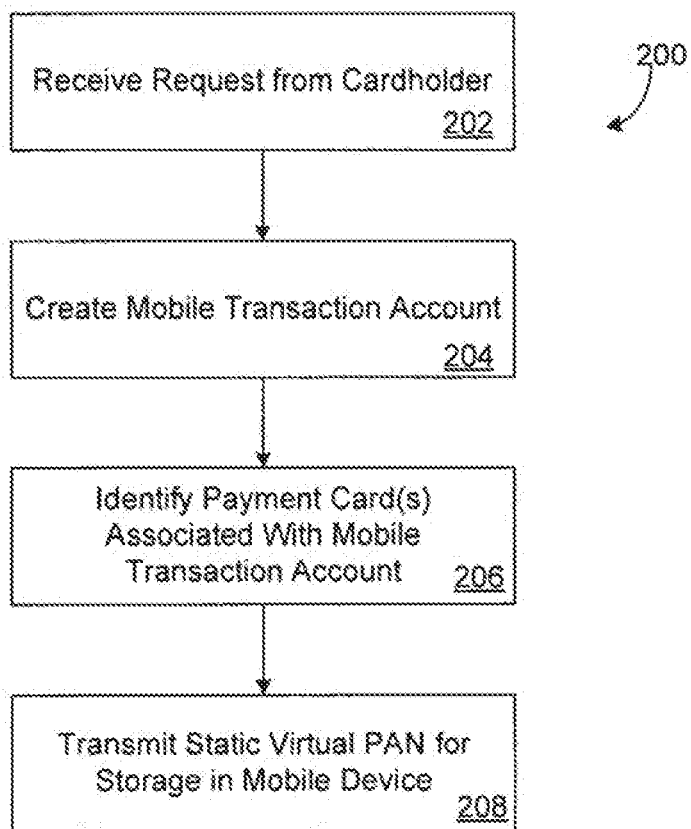 200
Receive Request from Cardholder
202
Create Mobile Transaction Account
204
Identify Payment Card(s)
Associated With Mobile
Transaction Account
206
Transmit Static Virtual PAN for
Storage in Mobile Device
208